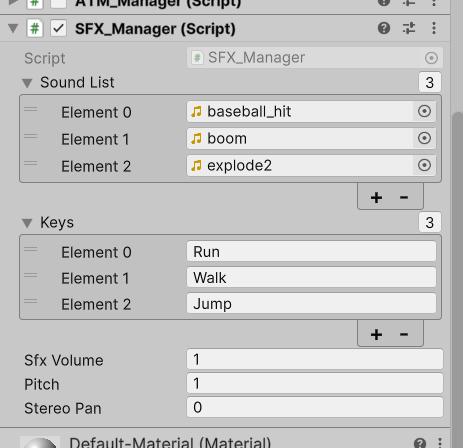 ATM_Manager (Script)
# SFX_Manager (Script)
Script # SFX_Manager
Sound List 3
Element 0 baseball_hit
Element 1 boom
Element 2 explode2
+ -
Keys 3
Element 0 Run
Element 1 Walk
Element 2 Jump
+ -
Sfx Volume 1
Pitch 1
Stereo Pan 0
Default-Material (Material)